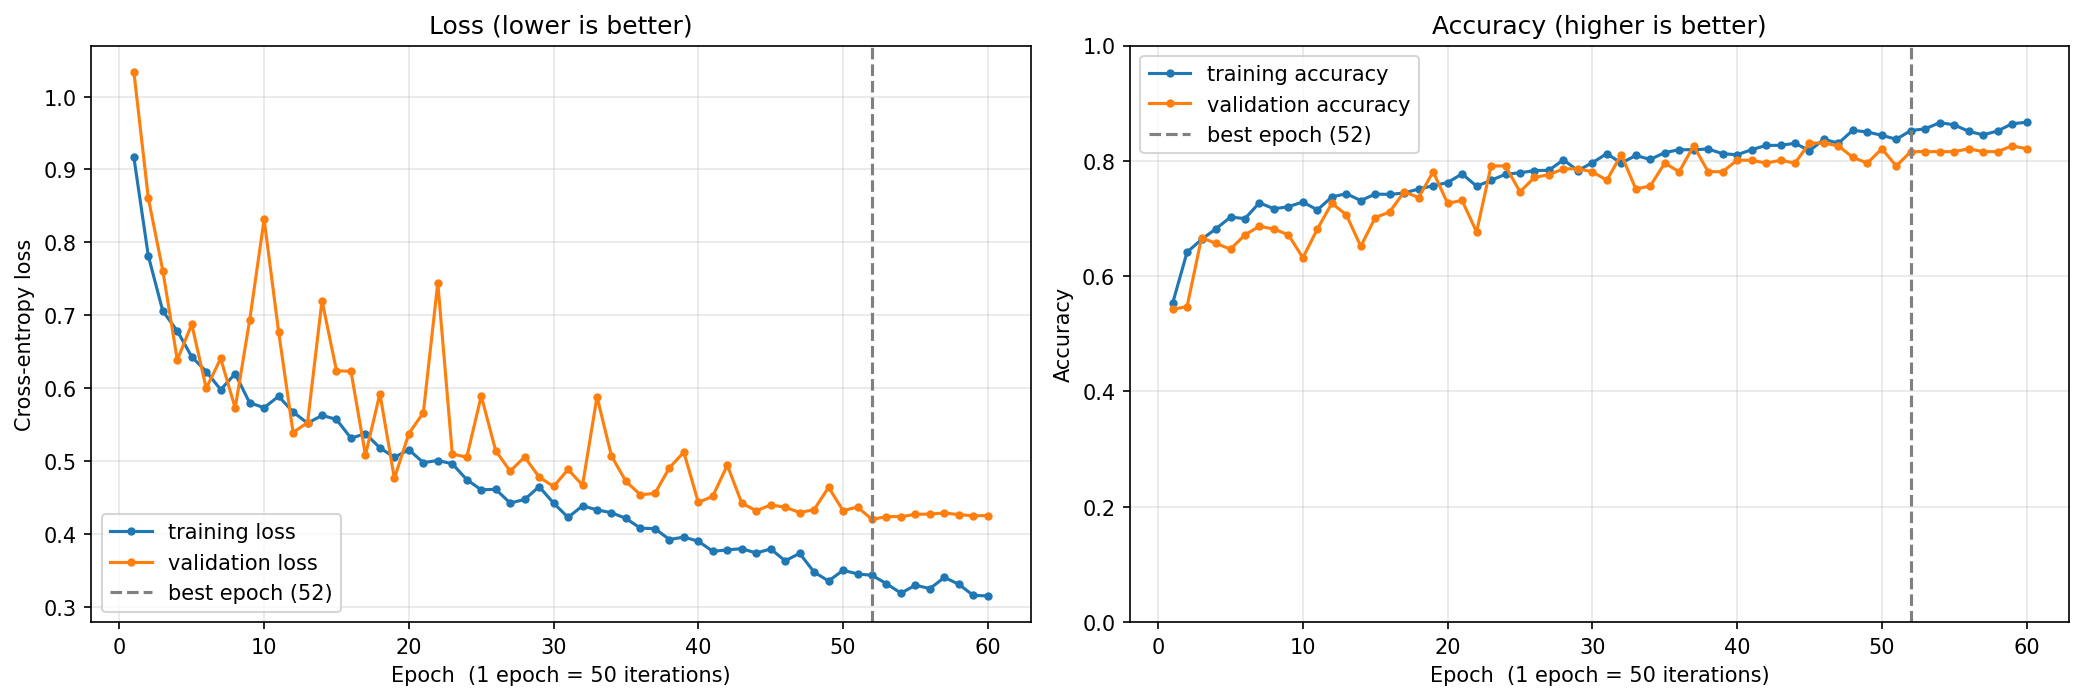 Loss (lower is better)
Cross-entropy loss
1.0
0.9
0.8
0.7
0.6
0.5
0.4
0.3
training loss
validation loss
best epoch (52)
0 10 20 30 40 50 60
Epoch (1 epoch = 50 iterations)
Accuracy (higher is better)
Accuracy
1.0
0.8
0.6
0.4
0.2
0.0
training accuracy
validation accuracy
best epoch (52)
0 10 20 30 40 50 60
Epoch (1 epoch = 50 iterations)